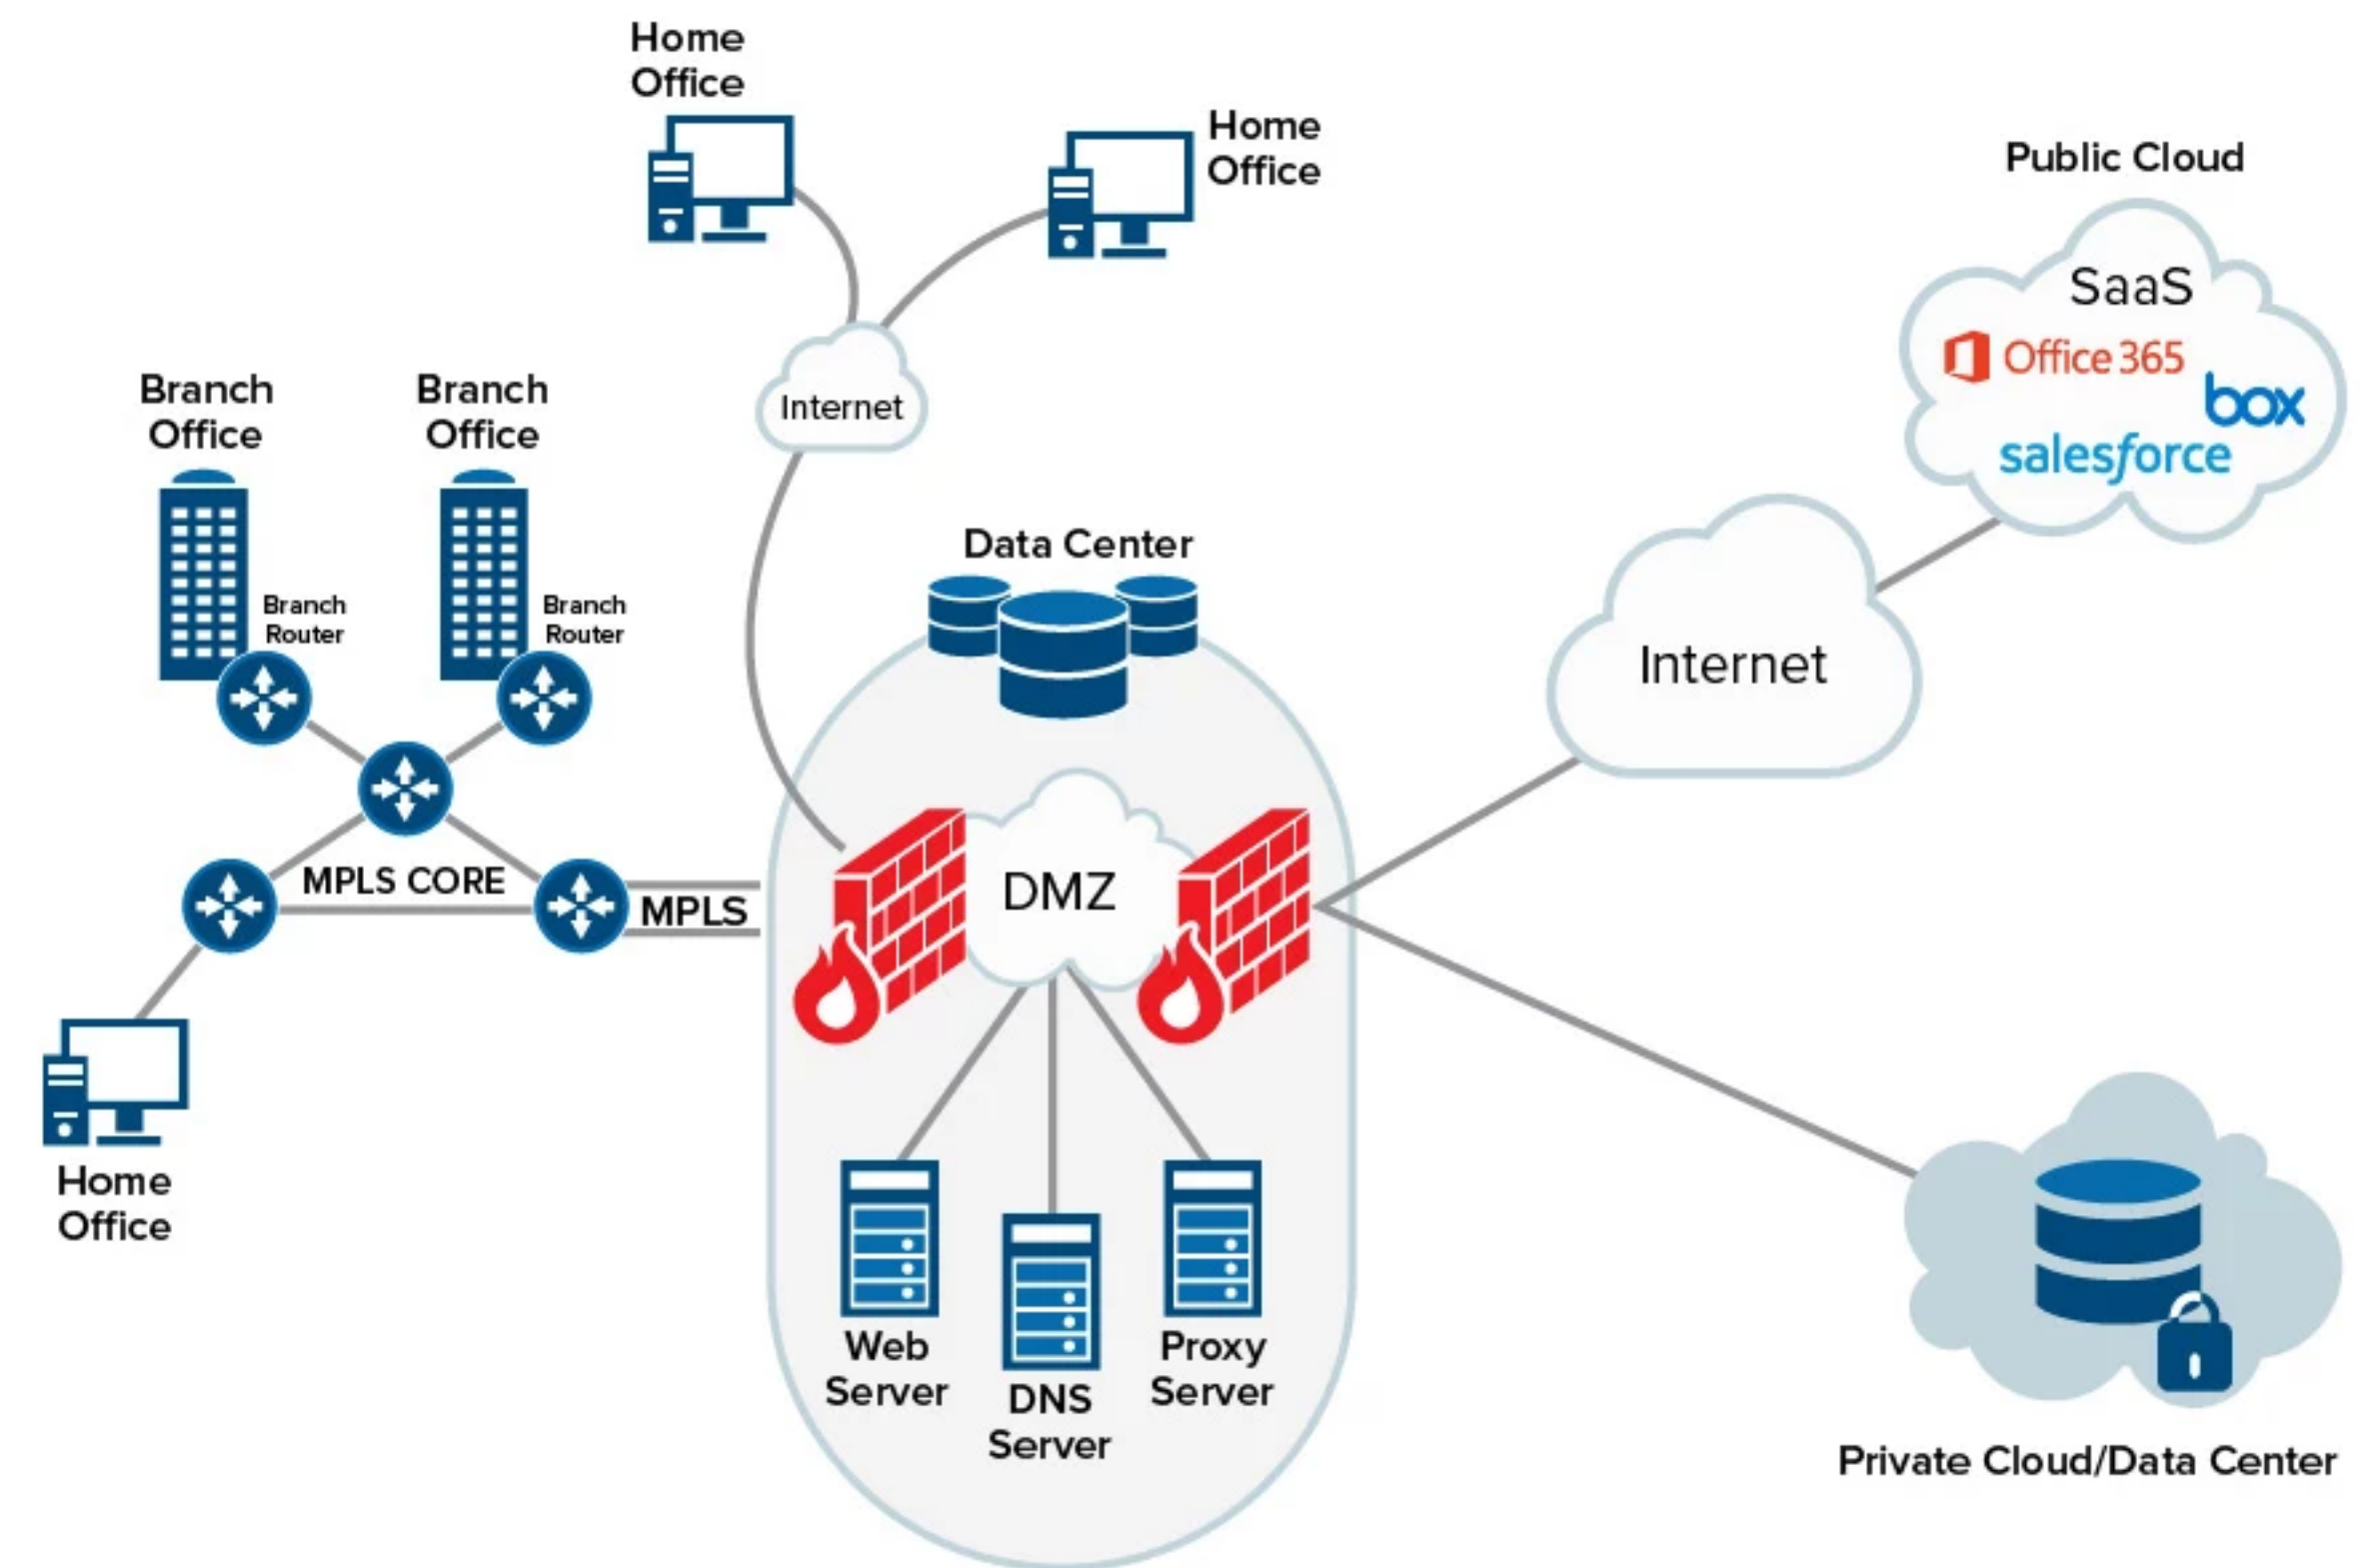 Home
Office
Home
Office
Public Cloud
SaaS
Office 365
box
salesforce
Internet
Branch
Office
Branch
Office
Branch
Router
Branch
Router
Data Center
Internet
MPLS CORE
MPLS
DMZ
Home
Office
Web
Server
DNS
Server
Proxy
Server
Private Cloud/Data Center